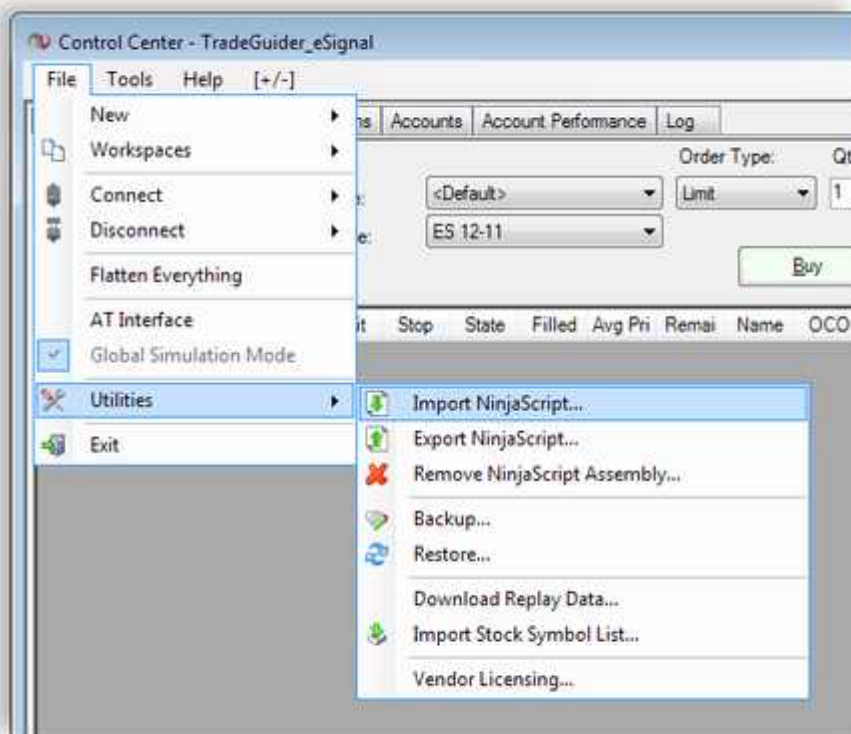 Control Center - TradeGuider_eSignal
File Tools Help [+/-]
New
ns Accounts Account Performance Log
Workspaces
Order Type: Qt
Connect
<Default> Limit 1
Disconnect
e: ES 12-11
Buy
Flatten Everything
AT Interface
Stop State Filled Avg Pri Remai Name OCO
Global Simulation Mode
Utilities
Import NinjaScript...
Export NinjaScript...
Exit
Remove NinjaScript Assembly...
Backup...
Restore...
Download Replay Data...
Import Stock Symbol List...
Vendor Licensing...